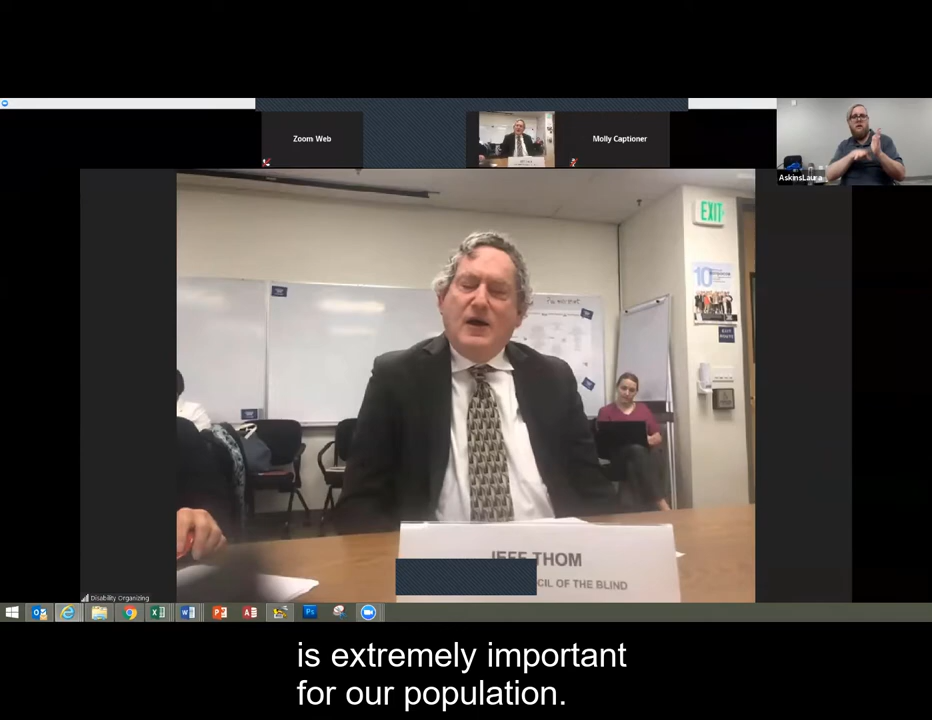 Zoom Web
Molly Captioner
AskinsLaura
EXIT
10
JEFF THOM
CIL OF THE BLIND
Disability Organizing
is extremely important
for our population.